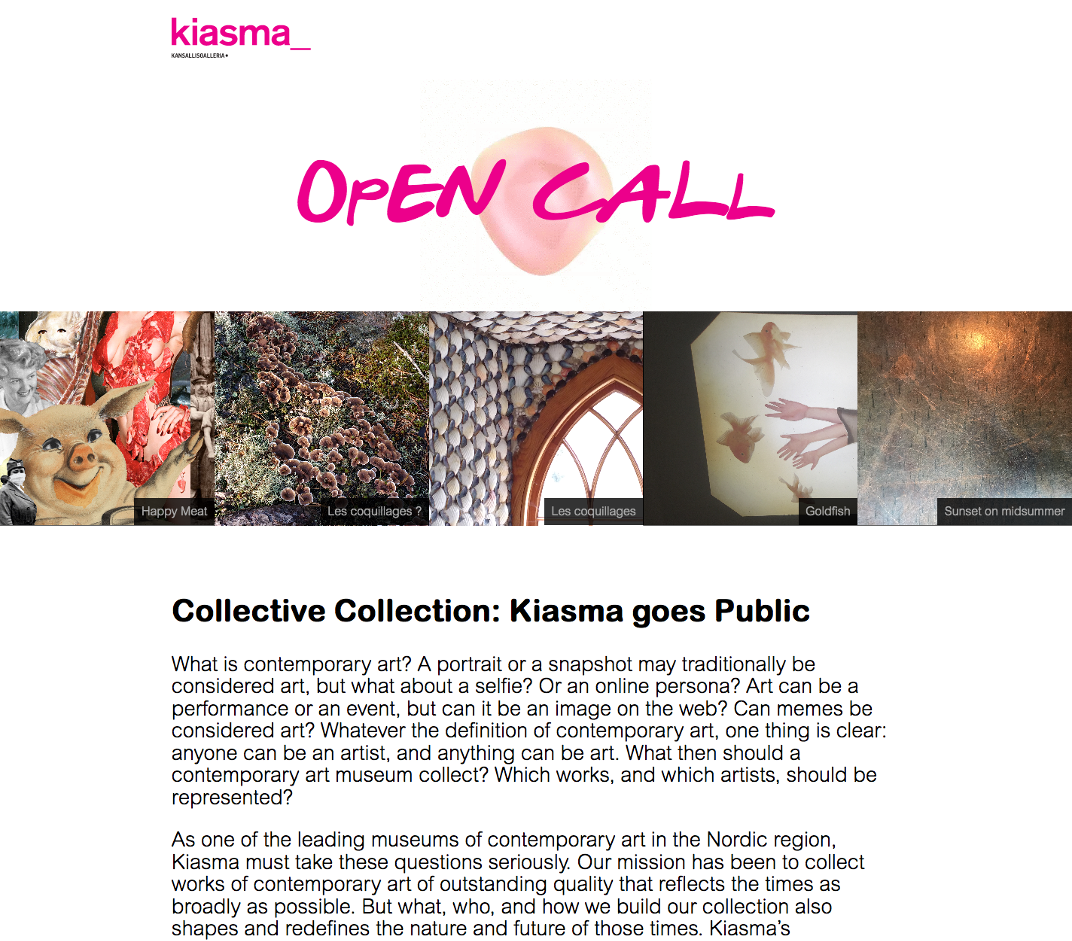 kiasma_
KANSALLISGALLERIA
OPEN CALL
Happy Meat
Les coquillages ?
Les coquillages
Goldfish
Sunset on midsummer
Collective Collection: Kiasma goes Public
What is contemporary art? A portrait or a snapshot may traditionally be
considered art, but what about a selfie? Or an online persona? Art can be a
performance or an event, but can it be an image on the web? Can memes be
considered art? Whatever the definition of contemporary art, one thing is clear:
anyone can be an artist, and anything can be art. What then should a
contemporary art museum collect? Which works, and which artists, should be
represented?
As one of the leading museums of contemporary art in the Nordic region,
Kiasma must take these questions seriously. Our mission has been to collect
works of contemporary art of outstanding quality that reflects the times as
broadly as possible. But what, who, and how we build our collection also
shapes and redefines the nature and future of those times. Kiasma’s